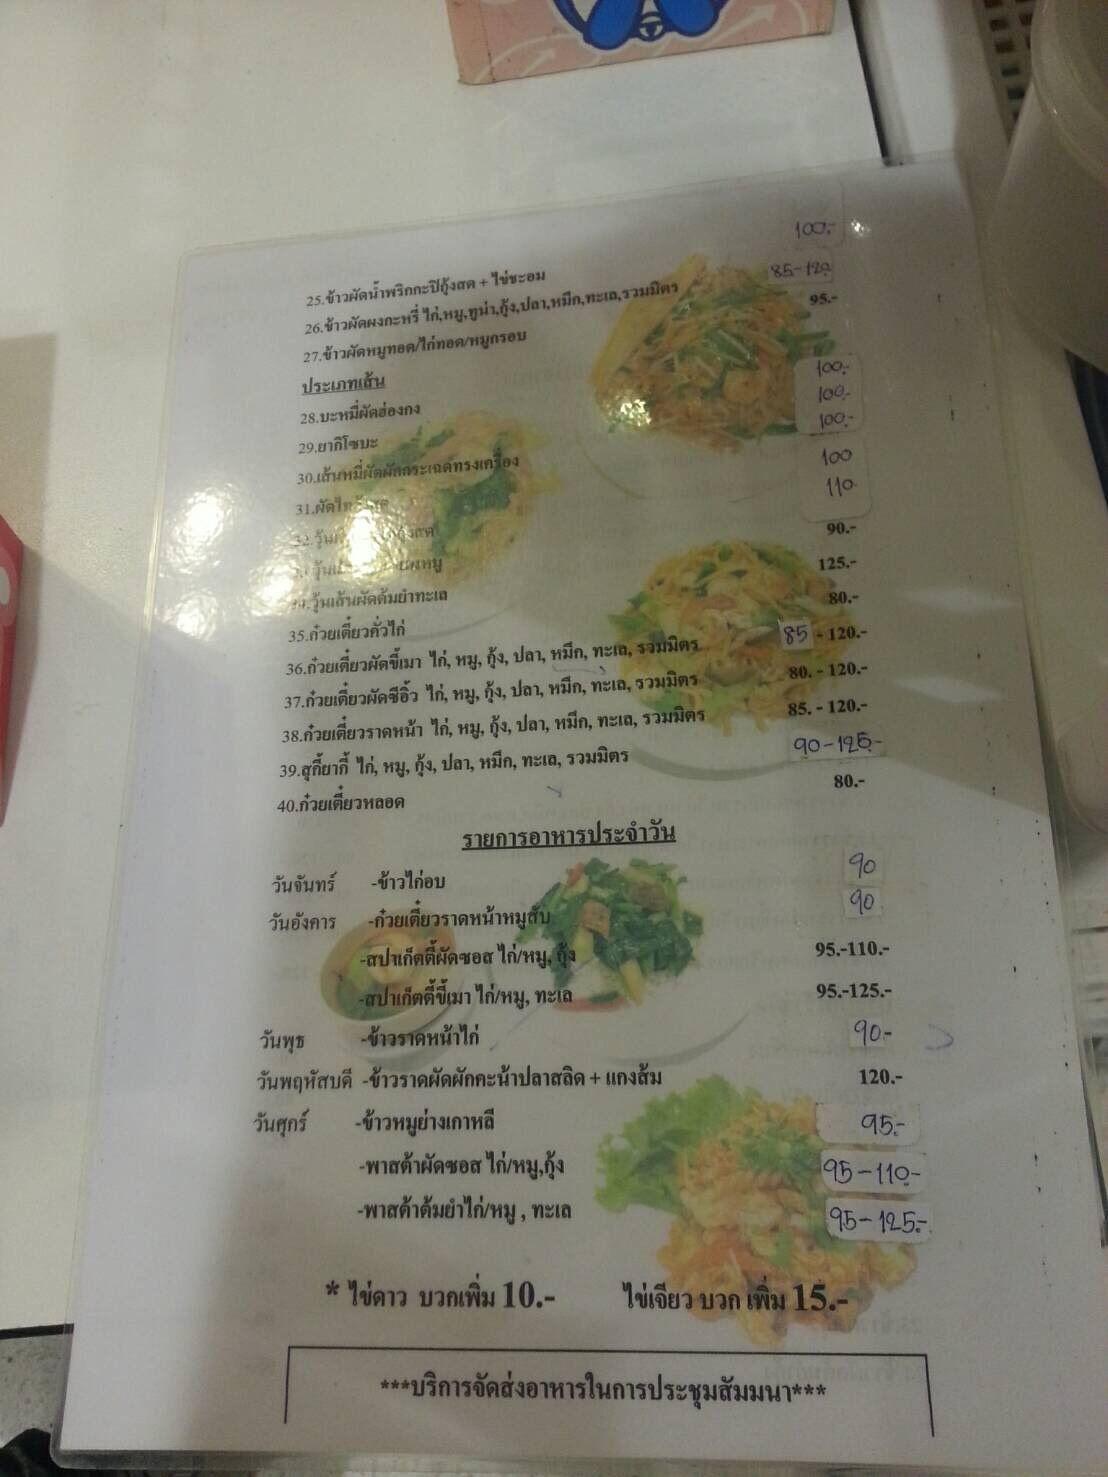 25.ข้าวผัดน้ำพริกกะปิกุ้งสด + ไข่ชะอม 100.-
26.ข้าวผัดผงกะหรี่ ไก่,หมู,ทูน่า,กุ้ง,ปลา,หมึก,ทะเล,รวมมิตร 85.-120.
27.ข้าวผัดหมูทอด/ไก่ทอด/หมูกรอบ 95.-
ประเภทเส้น
28.บะหมี่ผัดฮ่องกง 100.-
29.ยากิโซบะ 100.-
30.เส้นหมี่ผัดผักกระเฉดทรงเครื่อง 100.-
31.ผัดไท 100
กุ้งสด 110
หมู 90.-
วุ้นเส้นผัดต้มยำทะเล 125.-
35.ก๋วยเตี๋ยวคั่วไก่ 80.-
36.ก๋วยเตี๋ยวผัดขี้เมา ไก่, หมู, กุ้ง, ปลา, หมึก, ทะเล, รวมมิตร 85 - 120.-
37.ก๋วยเตี๋ยวผัดซีอิ้ว ไก่, หมู, กุ้ง, ปลา, หมึก, ทะเล, รวมมิตร 80. - 120.-
38.ก๋วยเตี๋ยวราดหน้า ไก่, หมู, กุ้ง, ปลา, หมึก, ทะเล, รวมมิตร 85. - 120.-
39.สุกี้ยากี้ ไก่, หมู, กุ้ง, ปลา, หมึก, ทะเล, รวมมิตร 90-125.-
40.ก๋วยเตี๋ยวหลอด 80.-
รายการอาหารประจำวัน
วันจันทร์ -ข้าวไก่อบ 90
วันอังคาร -ก๋วยเตี๋ยวราดหน้าหมูสับ 90
-สปาเก็ตตี้ผัดซอส ไก่/หมู, กุ้ง 95.-110.-
-สปาเก็ตตี้ขี้เมา ไก่/หมู, ทะเล 95.-125.-
วันพุธ -ข้าวราดหน้าไก่ 90.-
วันพฤหัสบดี -ข้าวราดผัดผักคะน้าปลาสลิด + แกงส้ม 120.-
วันศุกร์ -ข้าวหมูย่างเกาหลี 95.-
-พาสต้าผัดซอส ไก่/หมู,กุ้ง 95-110.-
-พาสต้าต้มยำไก่/หมู , ทะเล 95-125.-
* ไข่ดาว บวกเพิ่ม 10.- ไข่เจียว บวก เพิ่ม 15.-
***บริการจัดส่งอาหารในการประชุมสัมมนา***